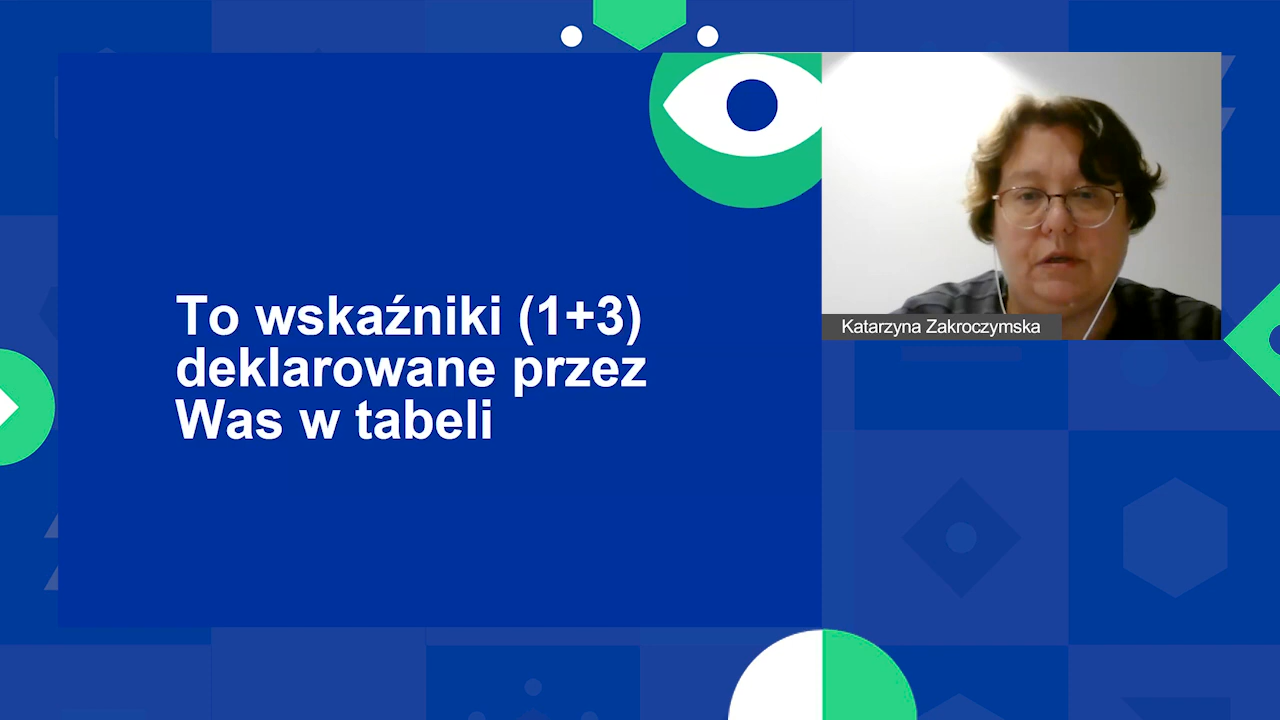 To wskaźniki (1+3)
deklarowane przez
Was w tabeli
Katarzyna Zakroczymska